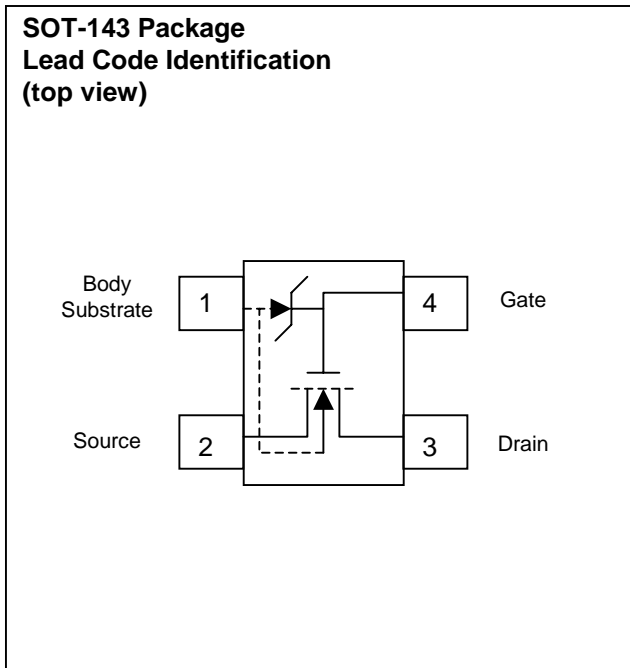 SOT-143 Package
Lead Code Identification
(top view)
Body
Substrate
1
4
Gate
Source
2
3
Drain